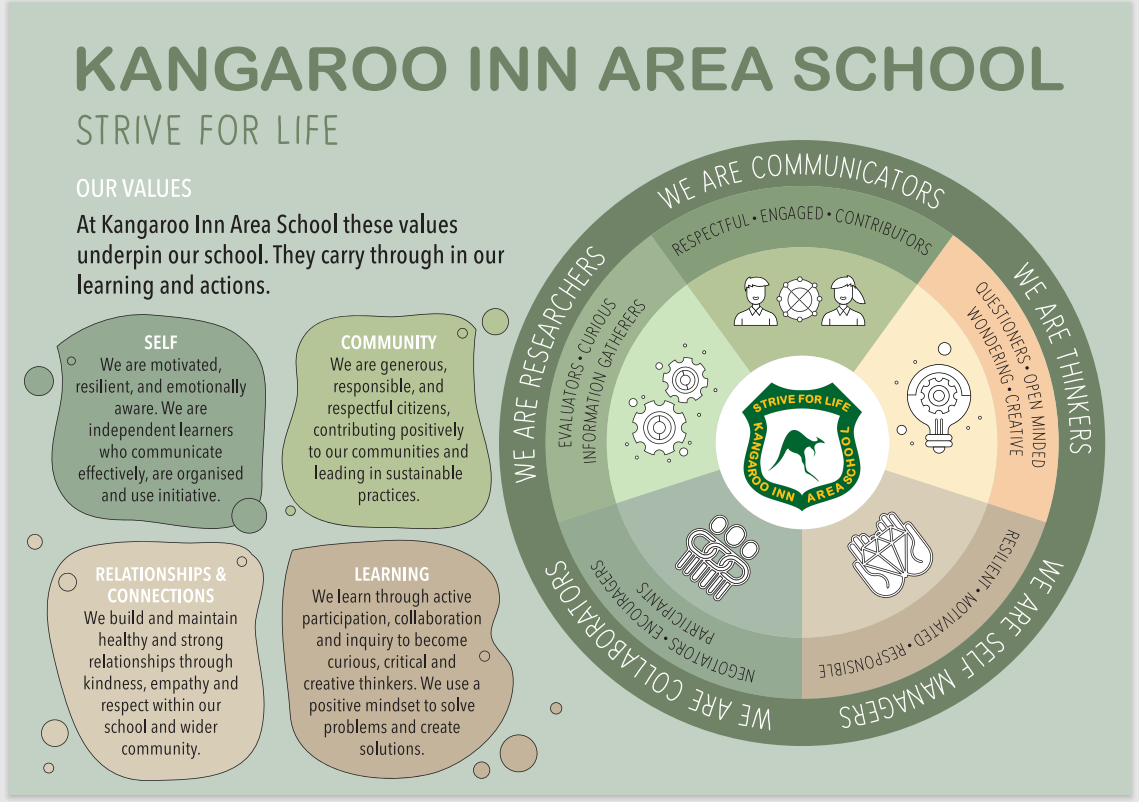 KANGAROO INN AREA SCHOOL
STRIVE FOR LIFE
OUR VALUES
At Kangaroo Inn Area School these values
underpin our school. They carry through in our
learning and actions.
SELF
We are motivated,
resilient, and emotionally
aware. We are
independent learners
who communicate
effectively, are organised
and use initiative.
COMMUNITY
We are generous,
responsible, and
respectful citizens,
contributing positively
to our communities and
leading in sustainable
practices.
RELATIONSHIPS &
CONNECTIONS
We build and maintain
healthy and strong
relationships through
kindness, empathy and
respect within our
school and wider
community.
LEARNING
We learn through active
participation, collaboration
and inquiry to become
curious, critical and
creative thinkers. We use a
positive mindset to solve
problems and create
solutions.
WE ARE COMMUNICATORS
RESPECTFUL • ENGAGED • CONTRIBUTORS
WE ARE THINKERS
QUESTIONERS • OPEN MINDED
WONDERING • CREATIVE
WE ARE SELF MANAGERS
RESILIENT • MOTIVATED • RESPONSIBLE
WE ARE COLLABORATORS
NEGOTIATORS • ENCOURAGERS
PARTICIPANTS
WE ARE RESEARCHERS
EVALUATORS • CURIOUS
INFORMATION GATHERERS
STRIVE FOR LIFE
KANGAROO INN AREA SCHOOL